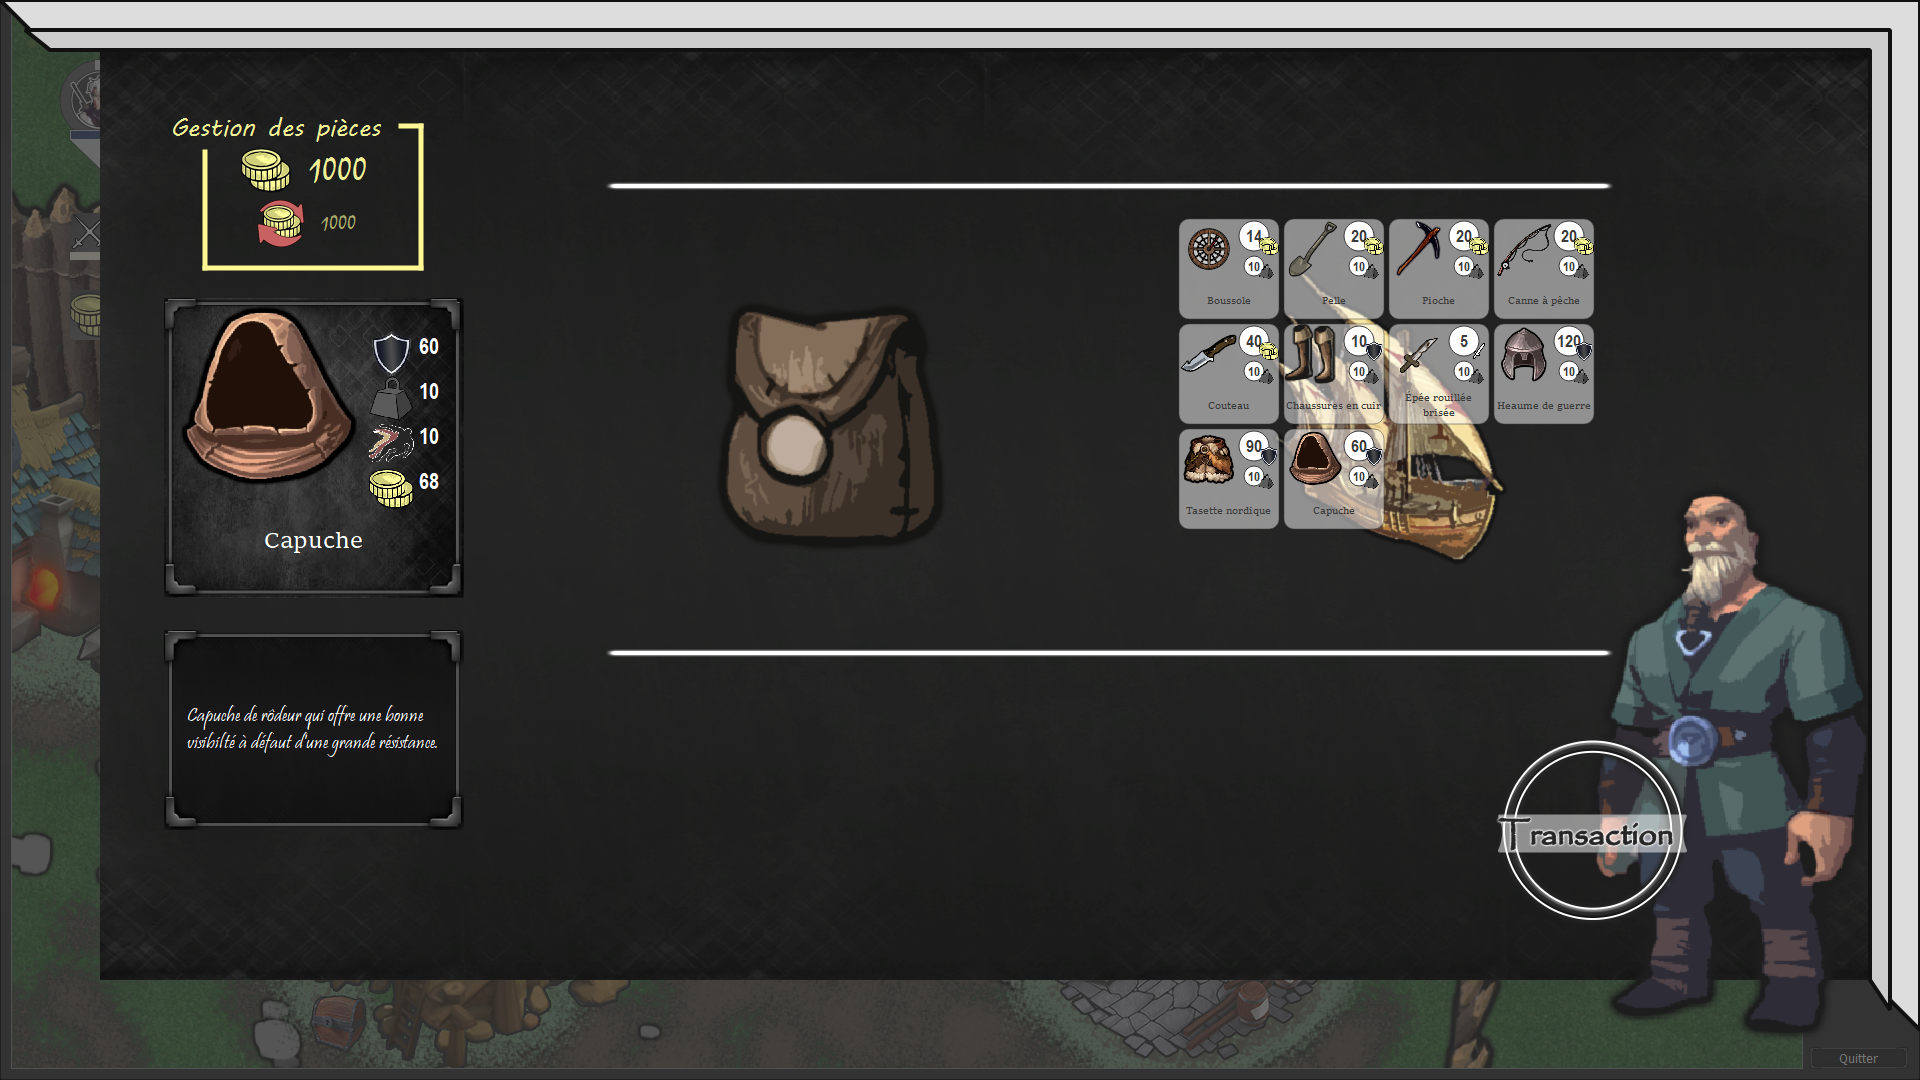 Gestion des pièces
1000
1000
60
10
10
68
Capuche
Capuche de rôdeur qui offre une bonne
visibilté à défaut d'une grande résistance.
14
10
Boussole
20
10
Pelle
20
10
Pioche
20
10
Canne à pêche
40
10
Couteau
10
10
Chaussures en cuir
5
10
Épée rouillée
brisée
120
10
Heaume de guerre
90
10
Tasette nordique
60
10
Capuche
Transaction
Quitter